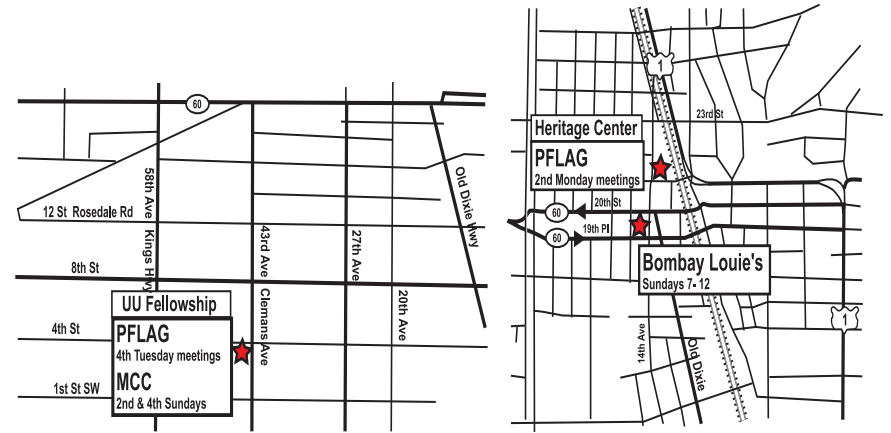 60
58th Ave Kings Hwy
12 St Rosedale Rd
43rd Ave Clemans Ave
27th Ave
20th Ave
Old Dixie Hwy
8th St
UU Fellowship
PFLAG
4th Tuesday meetings
MCC
2nd & 4th Sundays
4th St
1st St SW
1
23rd St
Heritage Center
PFLAG
2nd Monday meetings
60
20th St
60
19th Pl
Bombay Louie's
Sundays 7- 12
14th Ave
Old Dixie
1